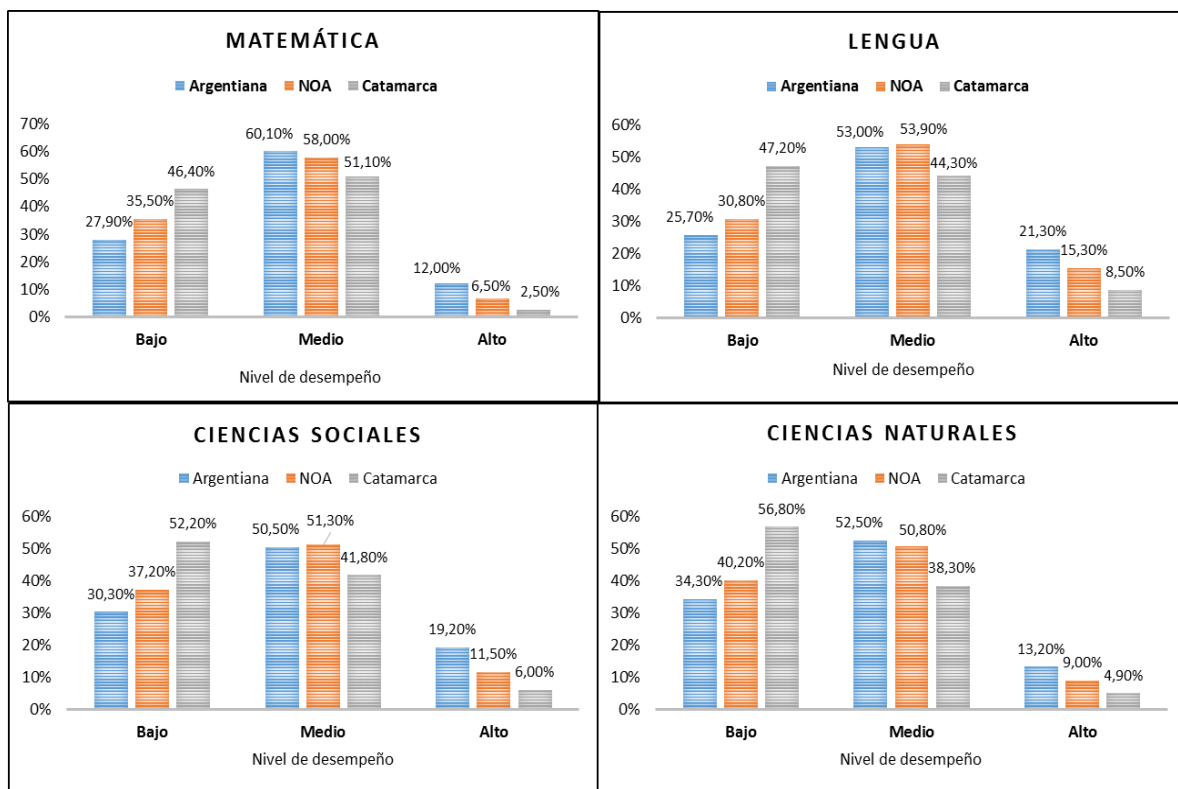 MATEMÁTICA
Argentiana NOA Catamarca
70%
60%
50%
40%
30%
20%
10%
0%
27,90% 35,50% 46,40%
60,10% 58,00% 51,10%
12,00% 6,50% 2,50%
Bajo Medio Alto
Nivel de desempeño
LENGUA
Argentiana NOA Catamarca
60%
50%
40%
30%
20%
10%
0%
25,70% 30,80% 47,20%
53,00% 53,90% 44,30%
21,30% 15,30% 8,50%
Bajo Medio Alto
Nivel de desempeño
CIENCIAS SOCIALES
Argentiana NOA Catamarca
60%
50%
40%
30%
20%
10%
0%
30,30% 37,20% 52,20%
50,50% 51,30% 41,80%
19,20% 11,50% 6,00%
Bajo Medio Alto
Nivel de desempeño
CIENCIAS NATURALES
Argentiana NOA Catamarca
60%
50%
40%
30%
20%
10%
0%
34,30% 40,20% 56,80%
52,50% 50,80% 38,30%
13,20% 9,00% 4,90%
Bajo Medio Alto
Nivel de desempeño